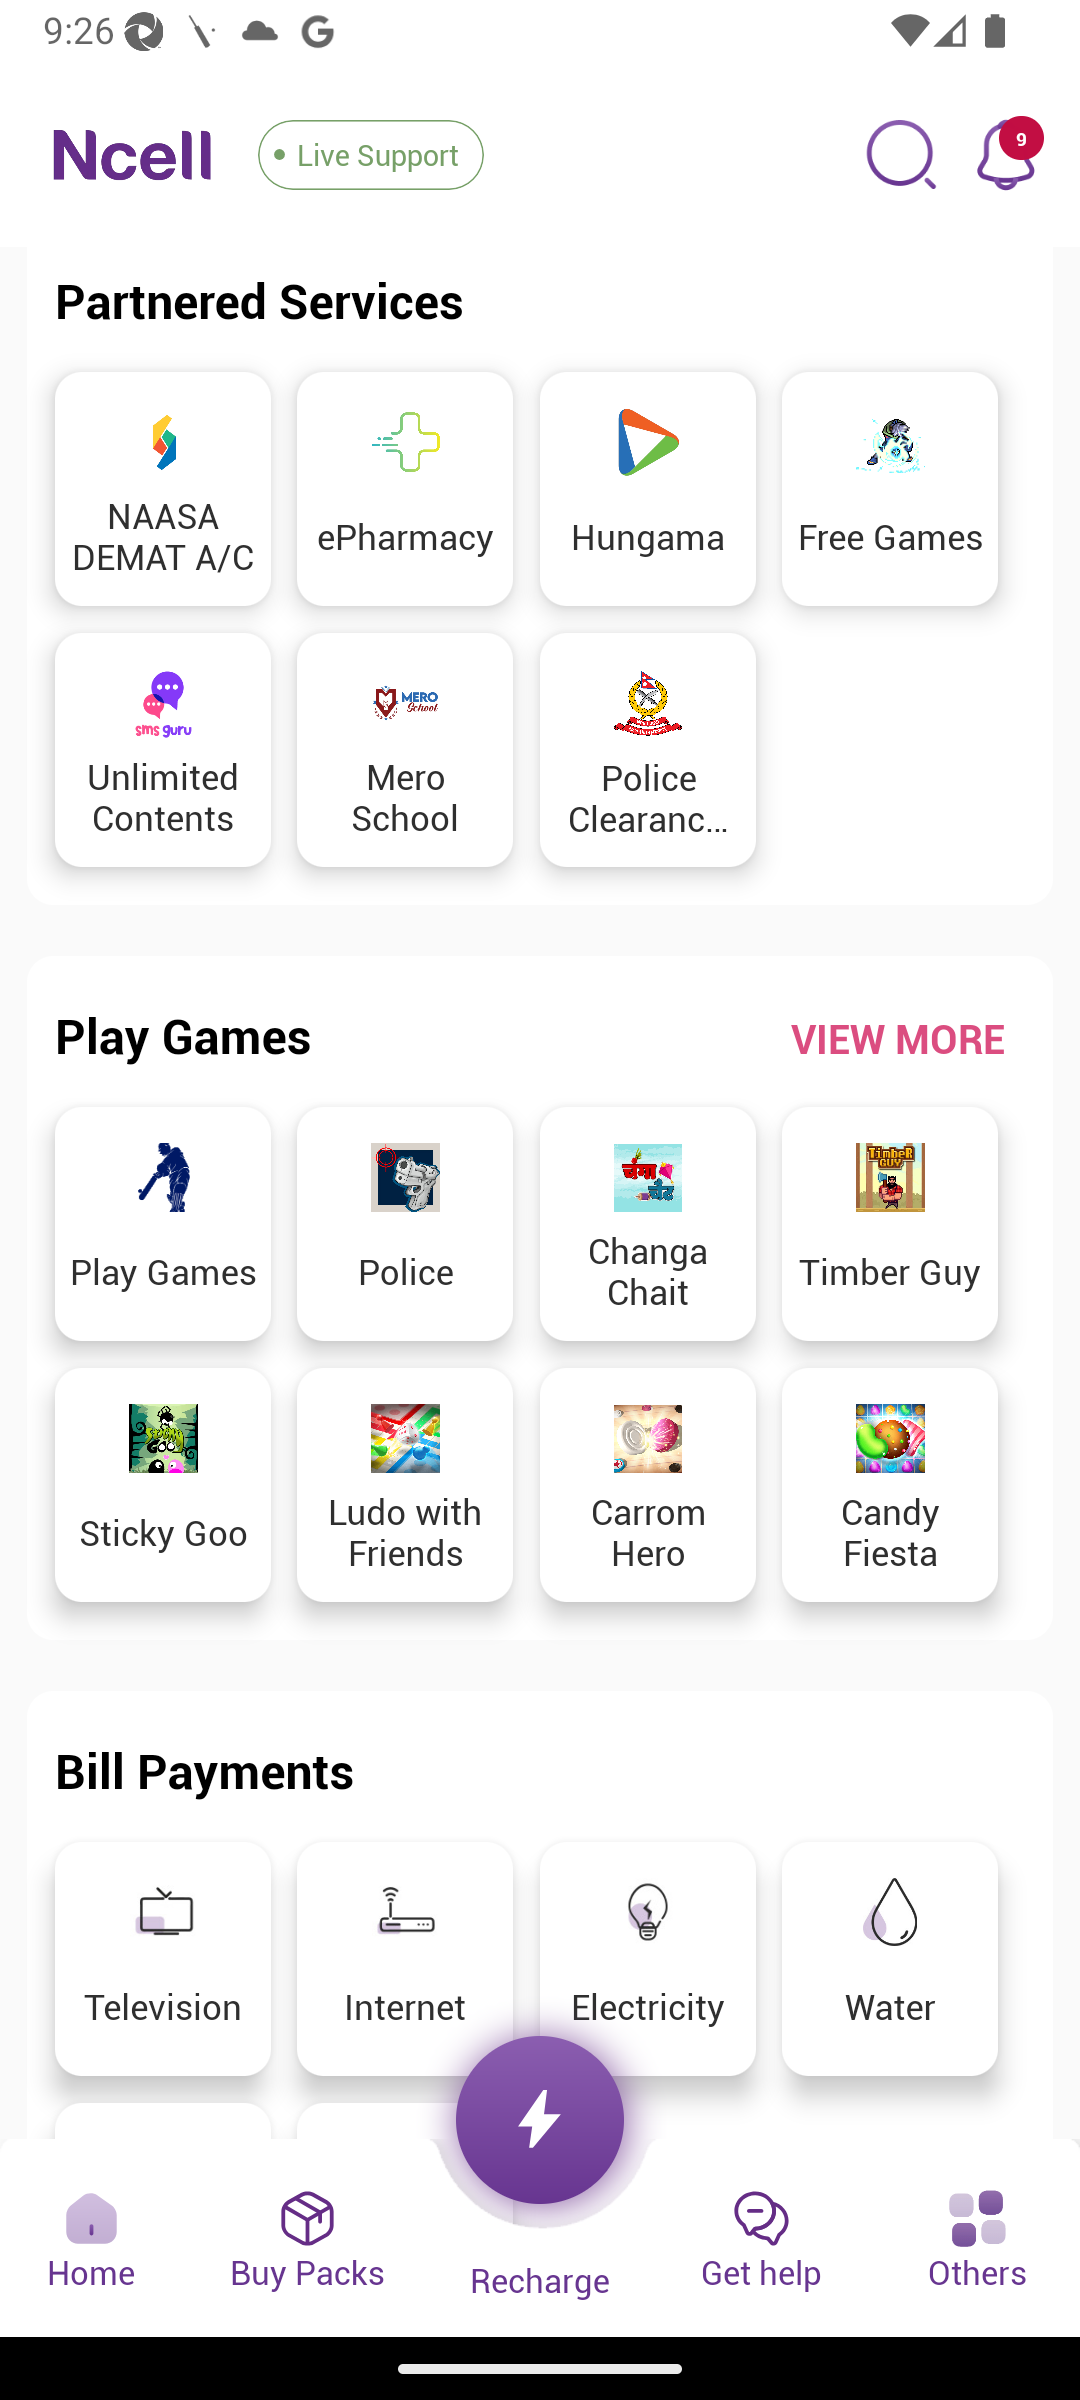 9:26
Ncell
Live Support
9
Partnered Services
NAASA
DEMAT A/C
ePharmacy
Hungama
Free Games
sms guru
Unlimited
Contents
MERO
School
Mero
School
Police
Clearanc...
Play Games
VIEW MORE
Play Games
Police
चंगा
चेट
Changa
Chait
TIMBER
GUY
Timber Guy
Sticky Goo
Ludo with
Friends
Carrom
Hero
Candy
Fiesta
Bill Payments
Television
Internet
Electricity
Water
Home
Buy Packs
Recharge
Get help
Others